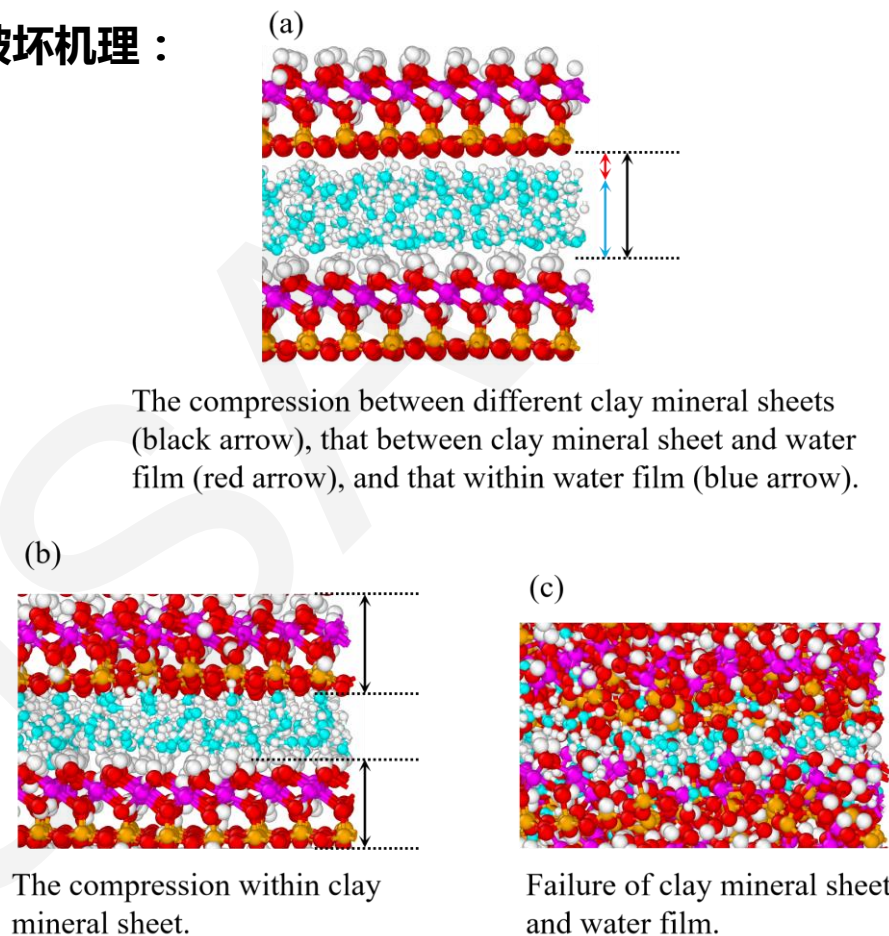 破坏机理：
(a)
The compression between different clay mineral sheets
(black arrow), that between clay mineral sheet and water
film (red arrow), and that within water film (blue arrow).
(b)
(c)
The compression within clay
mineral sheet.
Failure of clay mineral sheet
and water film.